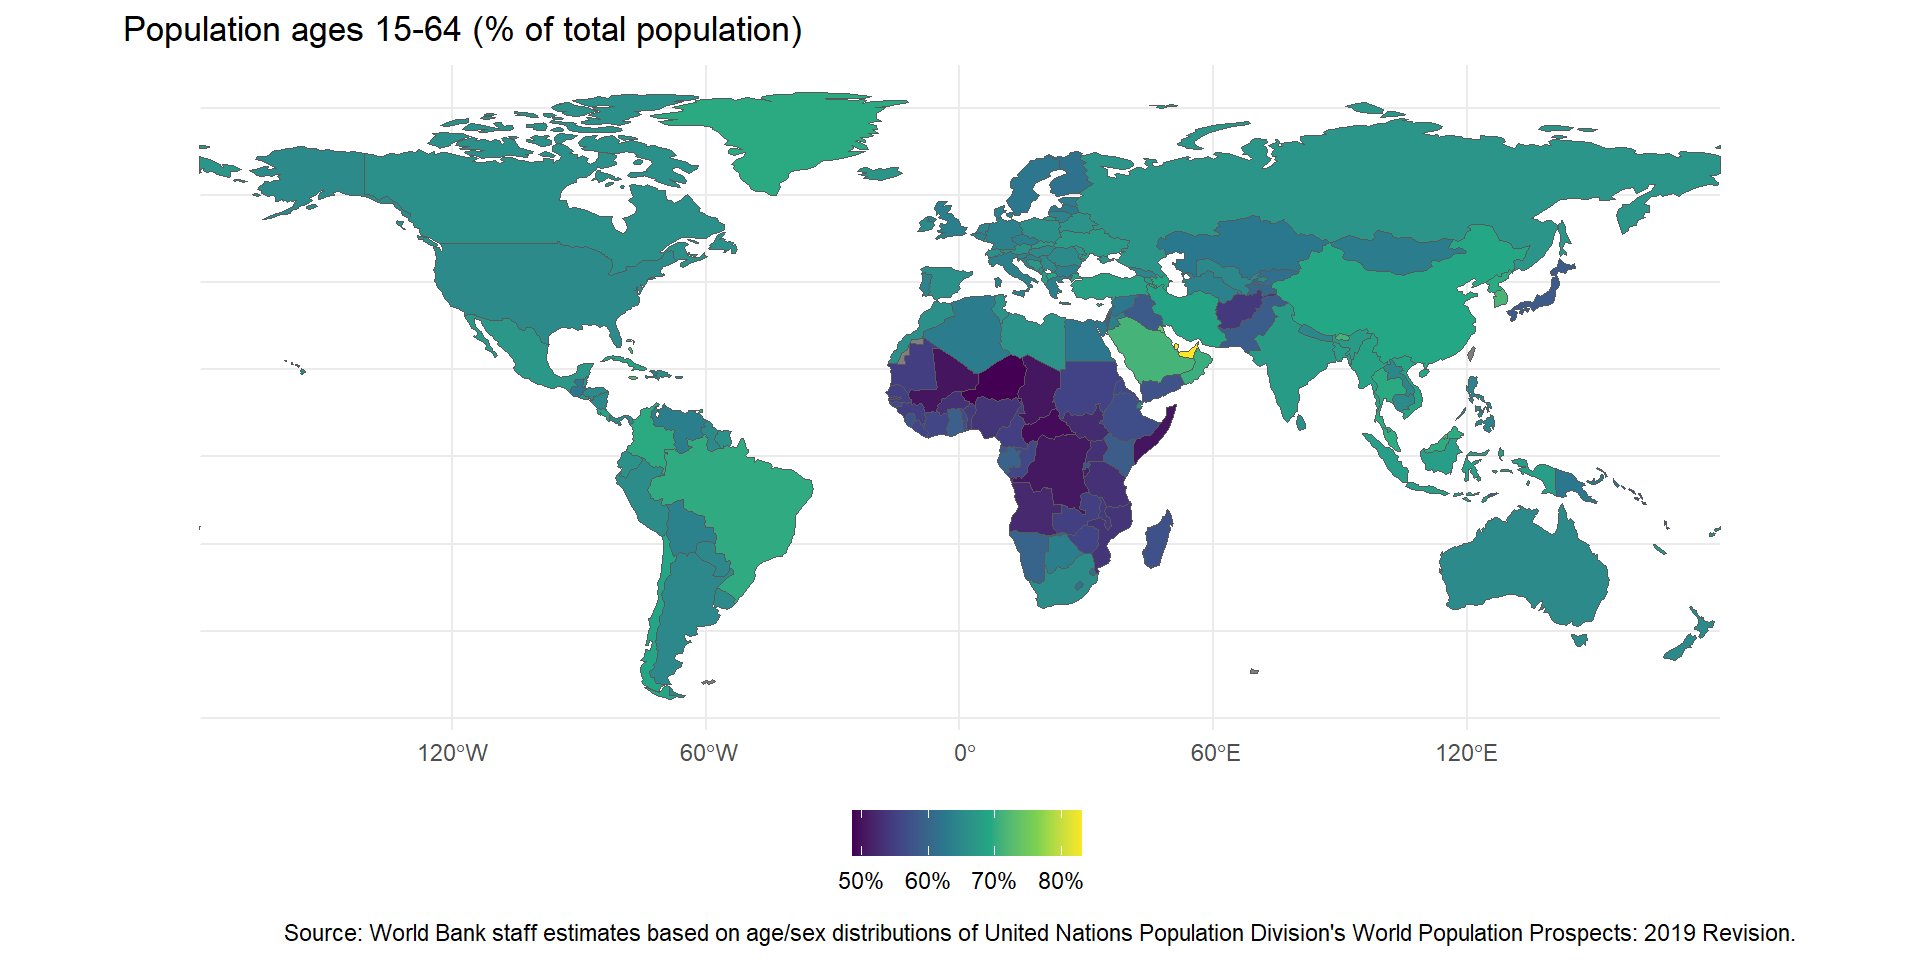 Population ages 15-64 (% of total population)
120°W 60°W 0° 60°E 120°E
50% 60% 70% 80%
Source: World Bank staff estimates based on age/sex distributions of United Nations Population Division's World Population Prospects: 2019 Revision.